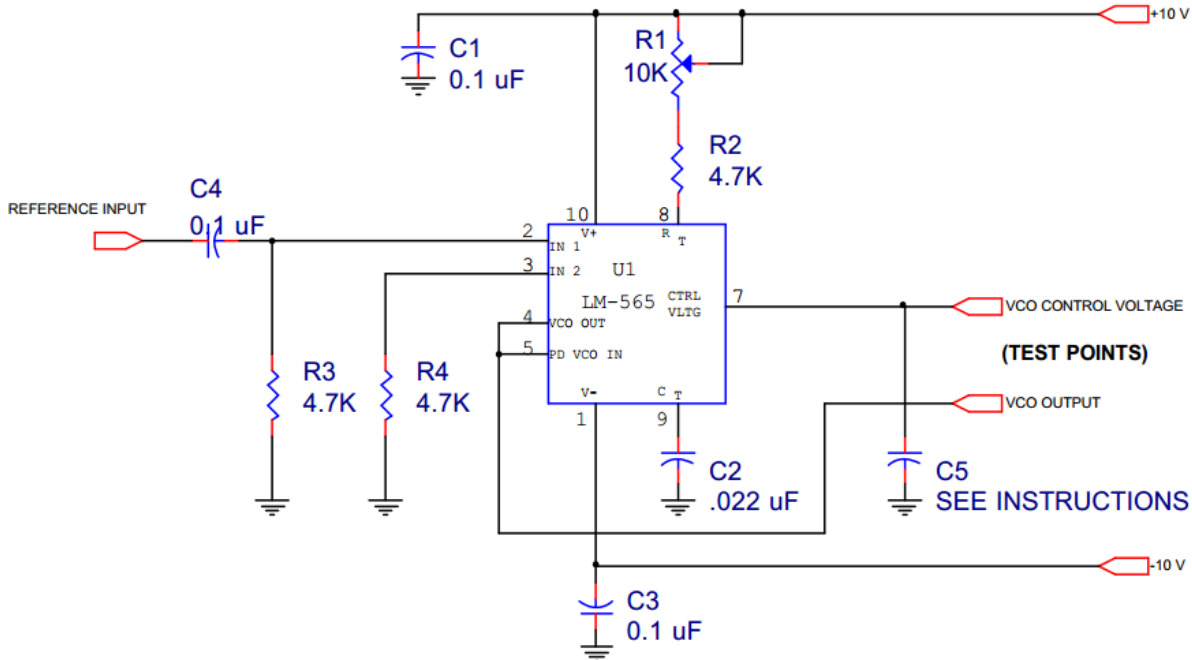 +10 V
C1
0.1 uF
R1
10K
R2
4.7K
C4
0.1 uF
REFERENCE INPUT
10
8
V+
R T
2
IN 1
3
IN 2
U1
LM-565
CTRL
VLTG
7
VCO CONTROL VOLTAGE
4
VCO OUT
(TEST POINTS)
5
PD VCO IN
R3
4.7K
R4
4.7K
V-
C T
1
9
VCO OUTPUT
C2
.022 uF
C5
SEE INSTRUCTIONS
-10 V
C3
0.1 uF